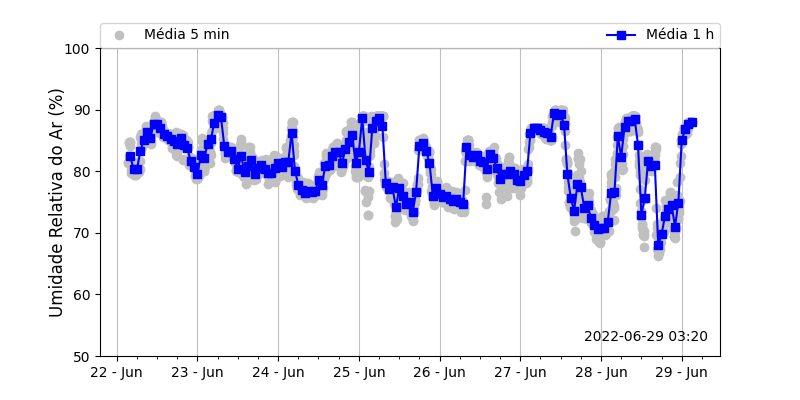 Média 5 min
Média 1 h
Umidade Relativa do Ar (%)
100
90
80
70
60
50
2022-06-29 03:20
22 - Jun
23 - Jun
24 - Jun
25 - Jun
26 - Jun
27 - Jun
28 - Jun
29 - Jun